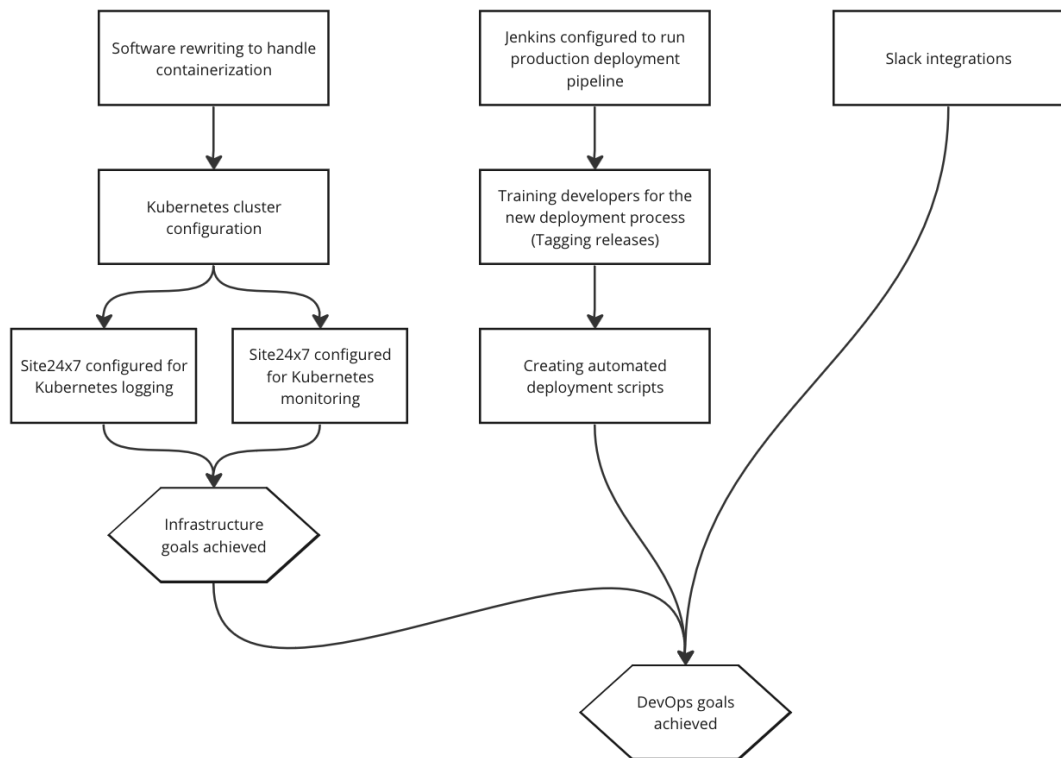 Software rewriting to handle
containerization
Jenkins configured to run
production deployment
pipeline
Slack integrations
Kubernetes cluster
configuration
Training developers for the
new deployment process
(Tagging releases)
Site24x7 configured for
Kubernetes logging
Site24x7 configured
for Kubernetes
monitoring
Creating automated
deployment scripts
Infrastructure
goals achieved
DevOps goals
achieved